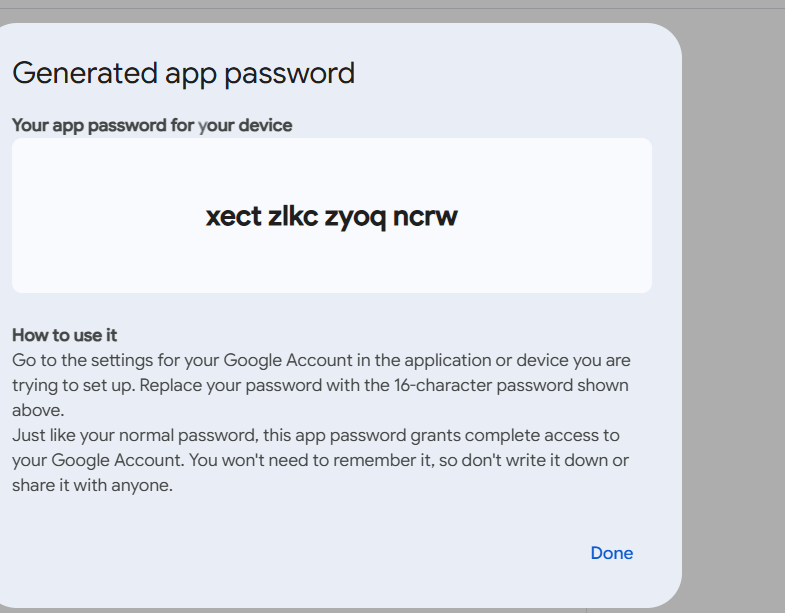 Generated app password
Your app password for your device
xect zlkc zyoq ncrw
How to use it
Go to the settings for your Google Account in the application or device you are
trying to set up. Replace your password with the 16-character password shown
above.
Just like your normal password, this app password grants complete access to
your Google Account. You won't need to remember it, so don't write it down or
share it with anyone.
Done